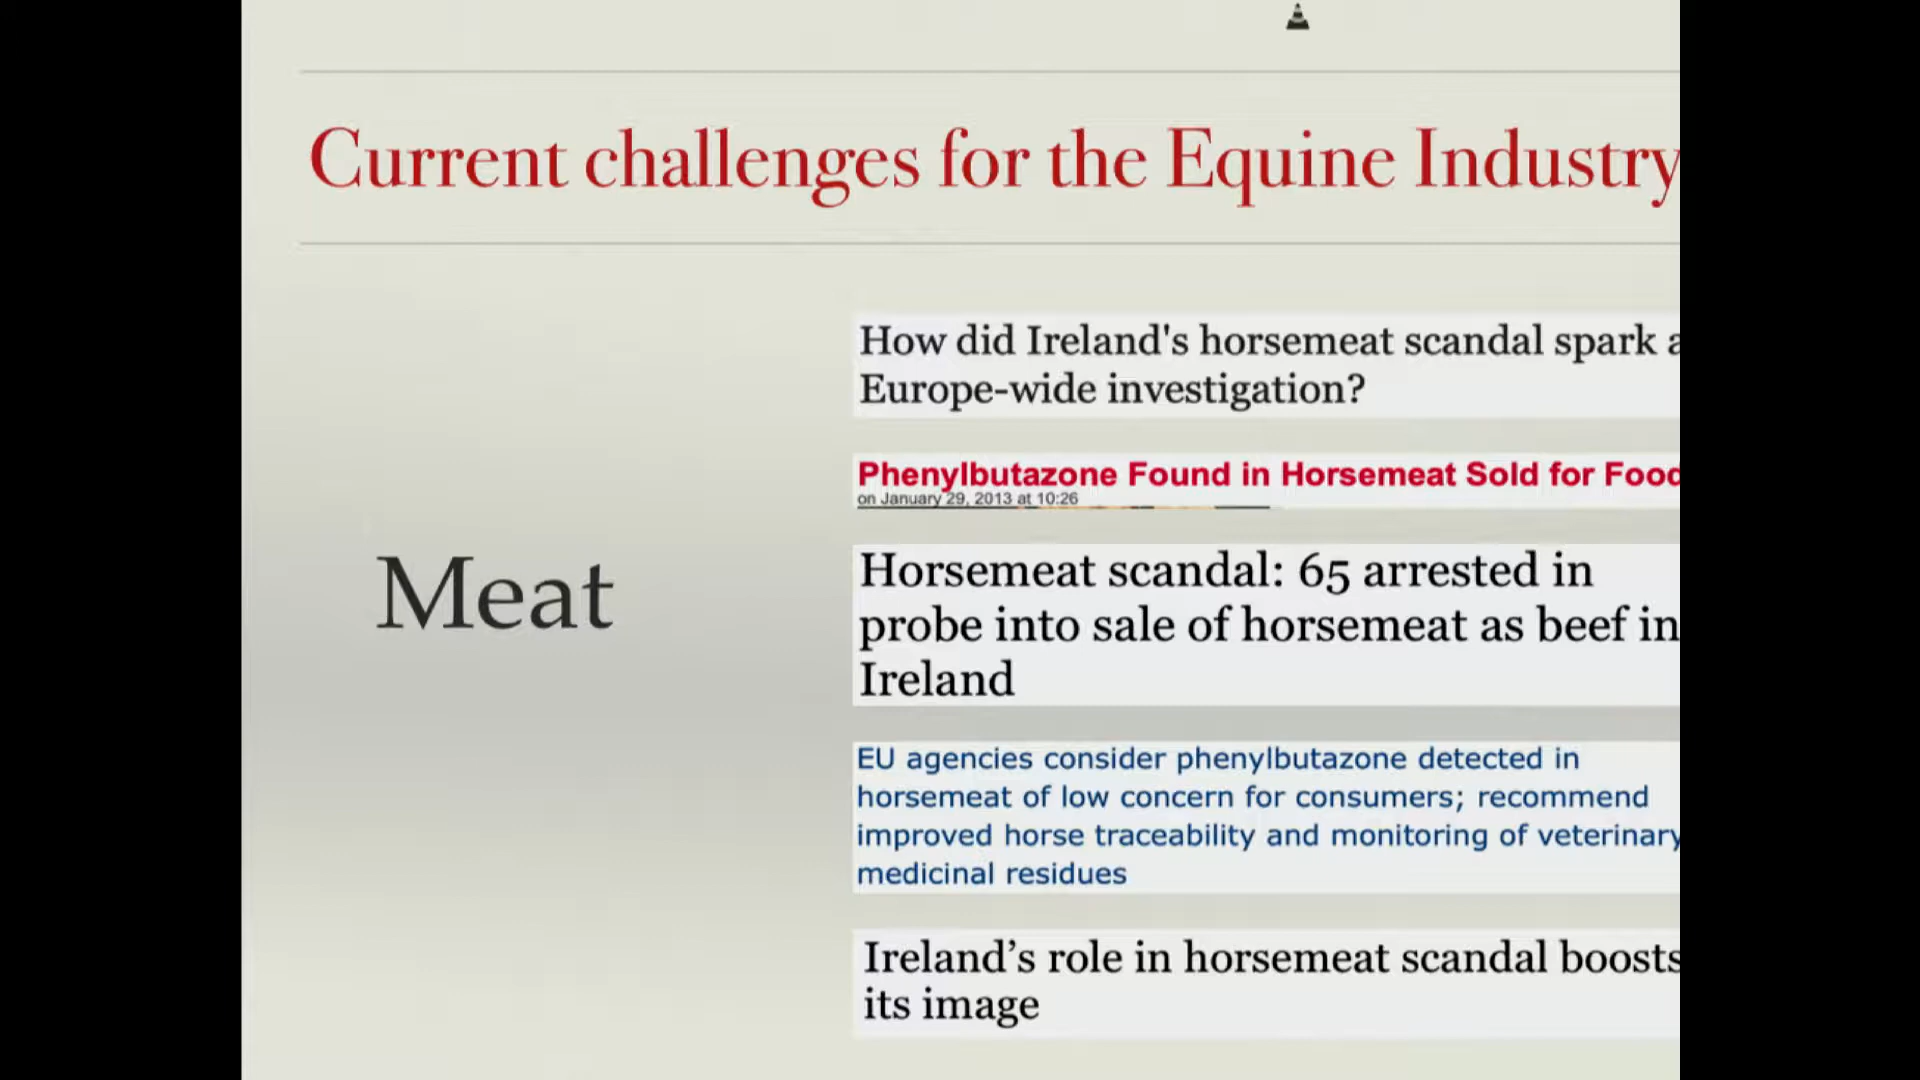 Current challenges for the Equine Industry
Meat
How did Ireland's horsemeat scandal spark a
Europe-wide investigation?
Phenylbutazone Found in Horsemeat Sold for Food
on January 29, 2013 at 10:26
Horsemeat scandal: 65 arrested in
probe into sale of horsemeat as beef in
Ireland
EU agencies consider phenylbutazone detected in
horsemeat of low concern for consumers; recommend
improved horse traceability and monitoring of veterinary
medicinal residues
Ireland’s role in horsemeat scandal boosts
its image